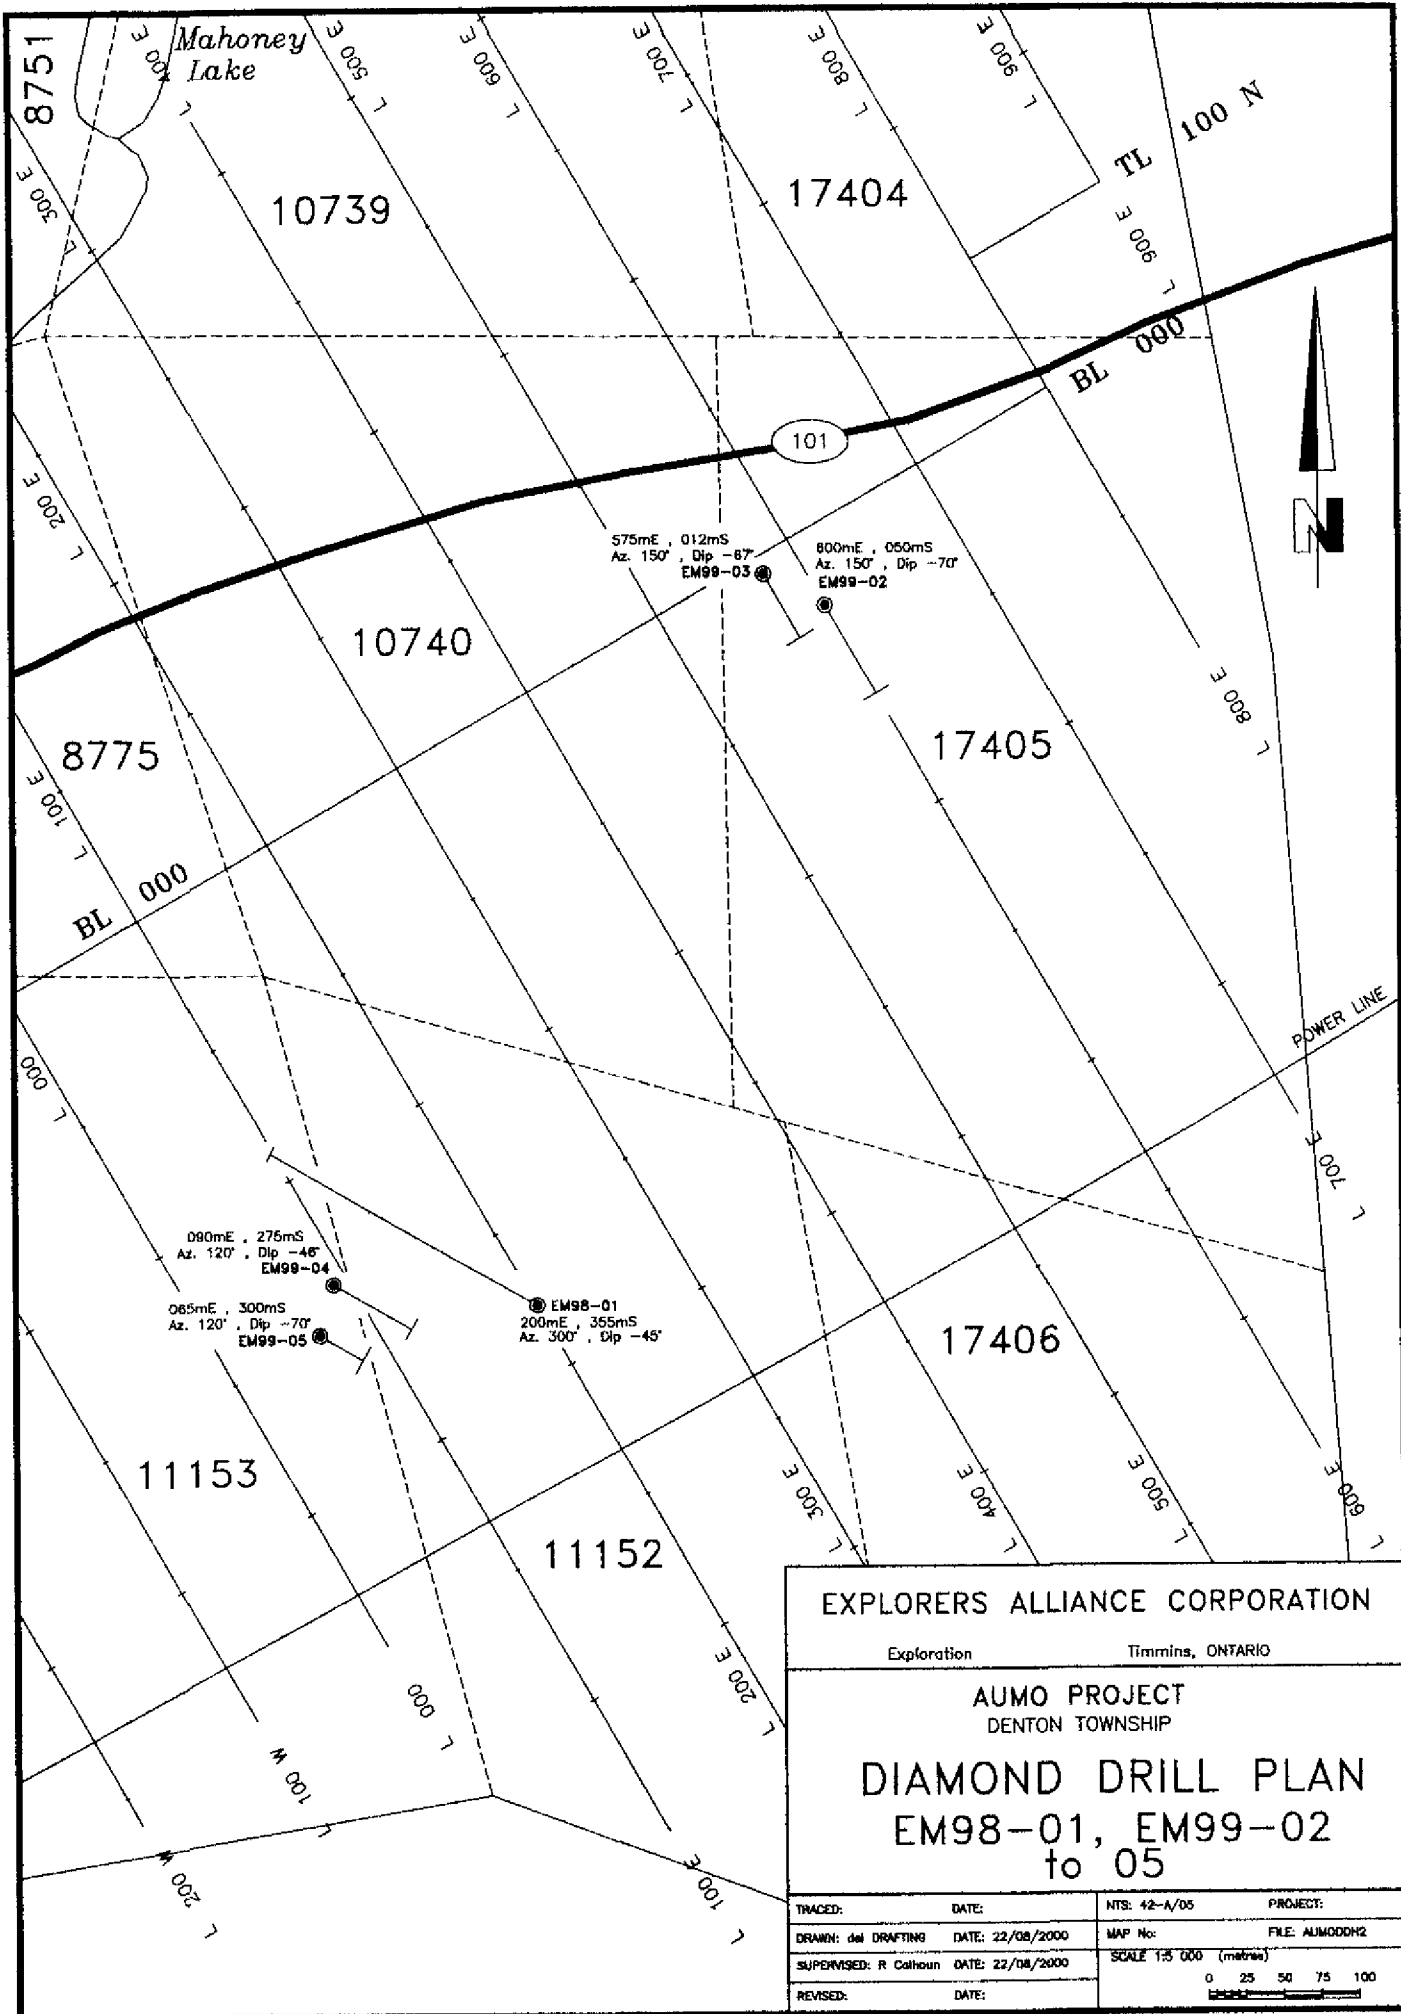 8751
Mahoney
Lake
L 400 E
L 500 E
L 600 E
L 700 E
L 800 E
L 900 E
TL 100 N
L 300 E
10739
17404
L 900 E
BL 000
101
L 200 E
575mE , 012mS
Az. 150° , Dip -67°
EM99-03
600mE , 050mS
Az. 150° , Dip -70°
EM99-02
N
10740
8775
17405
L 800 E
L 100 E
BL 000
POWER LINE
L 000
L 700 E
090mE , 275mS
Az. 120° , Dip -46°
EM99-04
065mE , 300mS
Az. 120° , Dip -70°
EM99-05
EM98-01
200mE , 355mS
Az. 300° , Dip -45°
17406
11153
11152
L 300 E
L 400 E
L 500 E
L 600 E
L 200 E
L 000
L 100 W
L 200 W
L 100 E
EXPLORERS ALLIANCE CORPORATION
Exploration Timmins, ONTARIO
AUMO PROJECT
DENTON TOWNSHIP
DIAMOND DRILL PLAN
EM98-01, EM99-02
to 05
TRACED: DATE: NTS: 42-A/05 PROJECT:
DRAWN: del DRAFTING DATE: 22/08/2000 MAP No: FILE: AUMODDH2
SUPERVISED: R Calhoun DATE: 22/08/2000 SCALE 1:5 000 (metres)
0 25 50 75 100
REVISED: DATE: